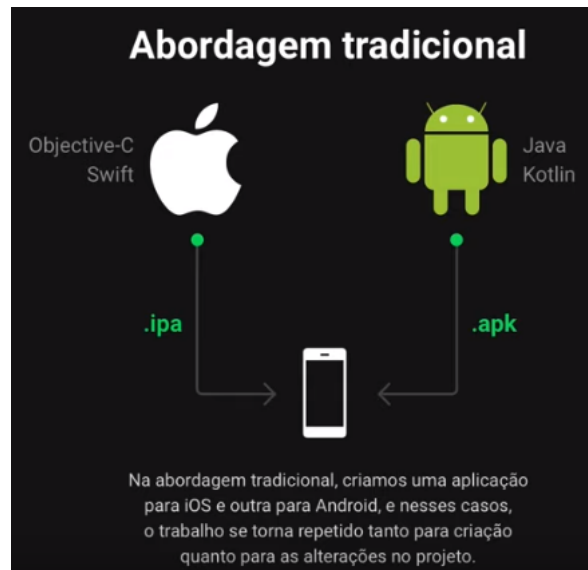 Abordagem tradicional
Objective-C
Swift
Java
Kotlin
.ipa
.apk
Na abordagem tradicional, criamos uma aplicação
para iOS e outra para Android, e nesses casos,
o trabalho se torna repetido tanto para criação
quanto para as alterações no projeto.